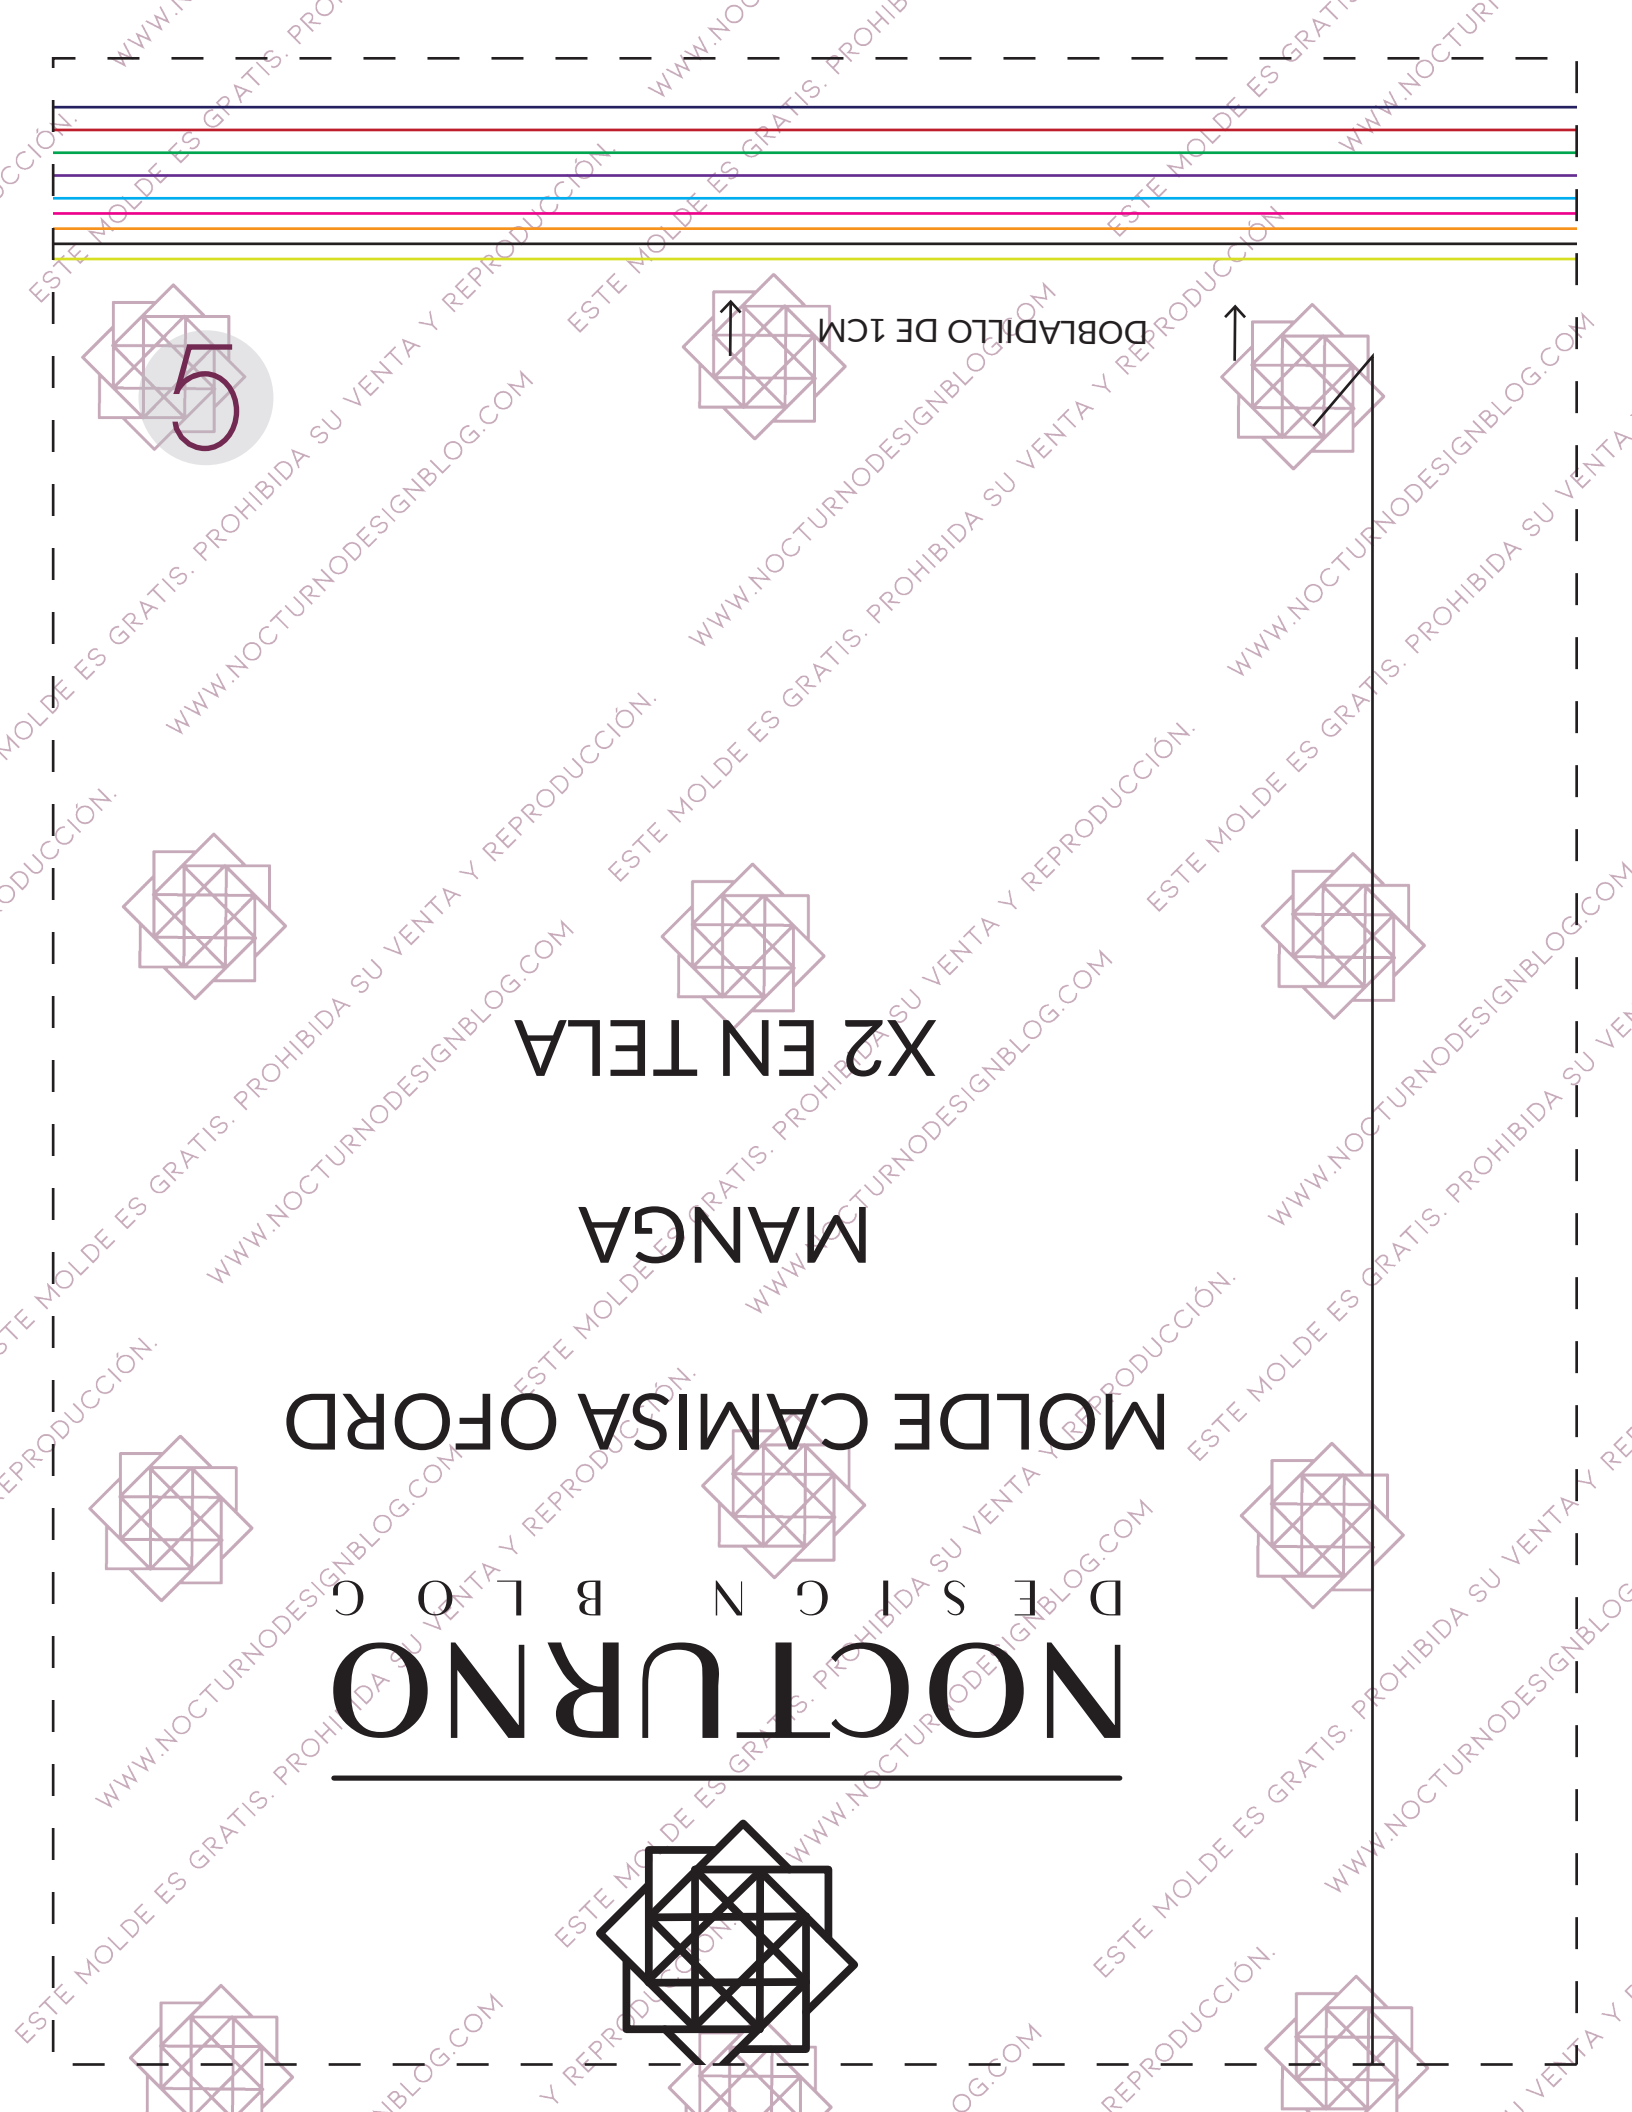 5
DOBLADILLO DE 1CM
X2 EN TELA
MANGA
MOLDE CAMISA OFORD
DESIGN BLOG
NOCTURNO
ESTE MOLDE ES GRATIS. PROHIBIDA SU VENTA Y REPRODUCCIÓN.
WWW.NOCTURNODESIGNBLOG.COM